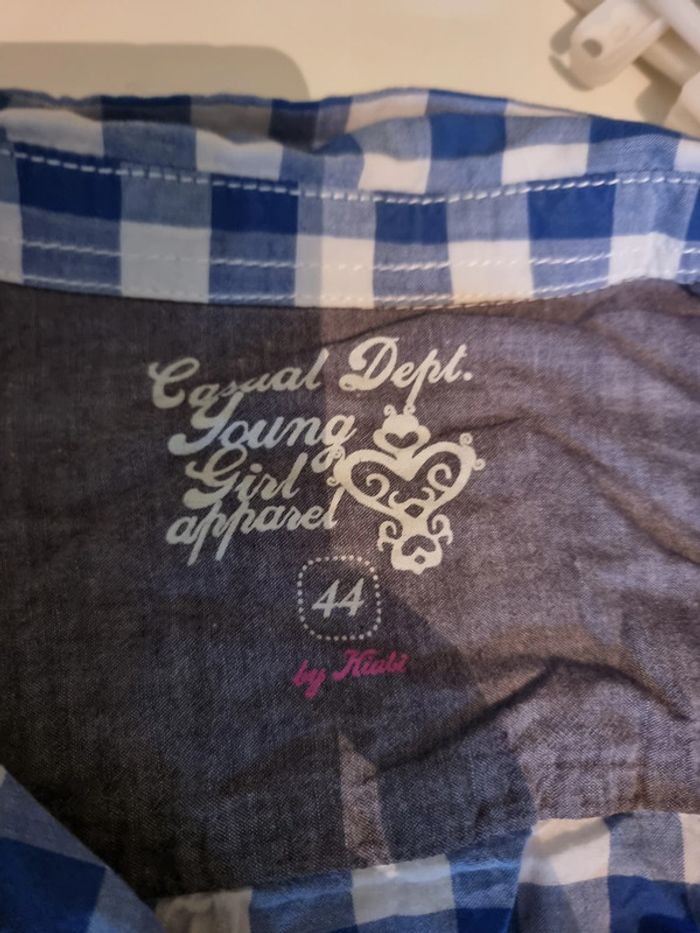 Casual Dept.
Young
Girl
apparel
44
by Kiabi